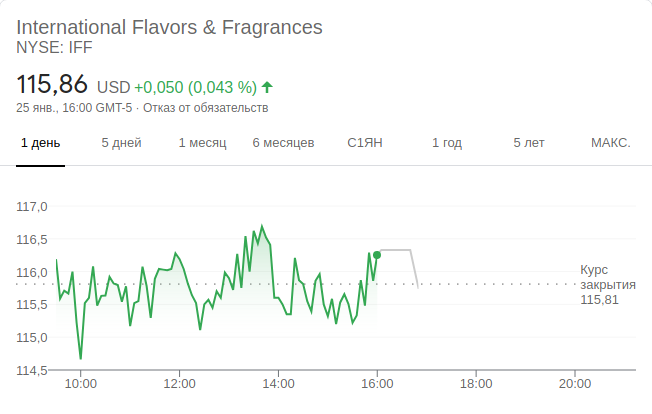 International Flavors & Fragrances
NYSE: IFF
115,86 USD +0,050 (0,043 %)
25 янв., 16:00 GMT-5 · Отказ от обязательств
1 день 5 дней 1 месяц 6 месяцев С1ЯН 1 год 5 лет МАКС.
117,0
116,5
116,0
115,5
115,0
114,5
Курс
закрытия
115,81
10:00 12:00 14:00 16:00 18:00 20:00